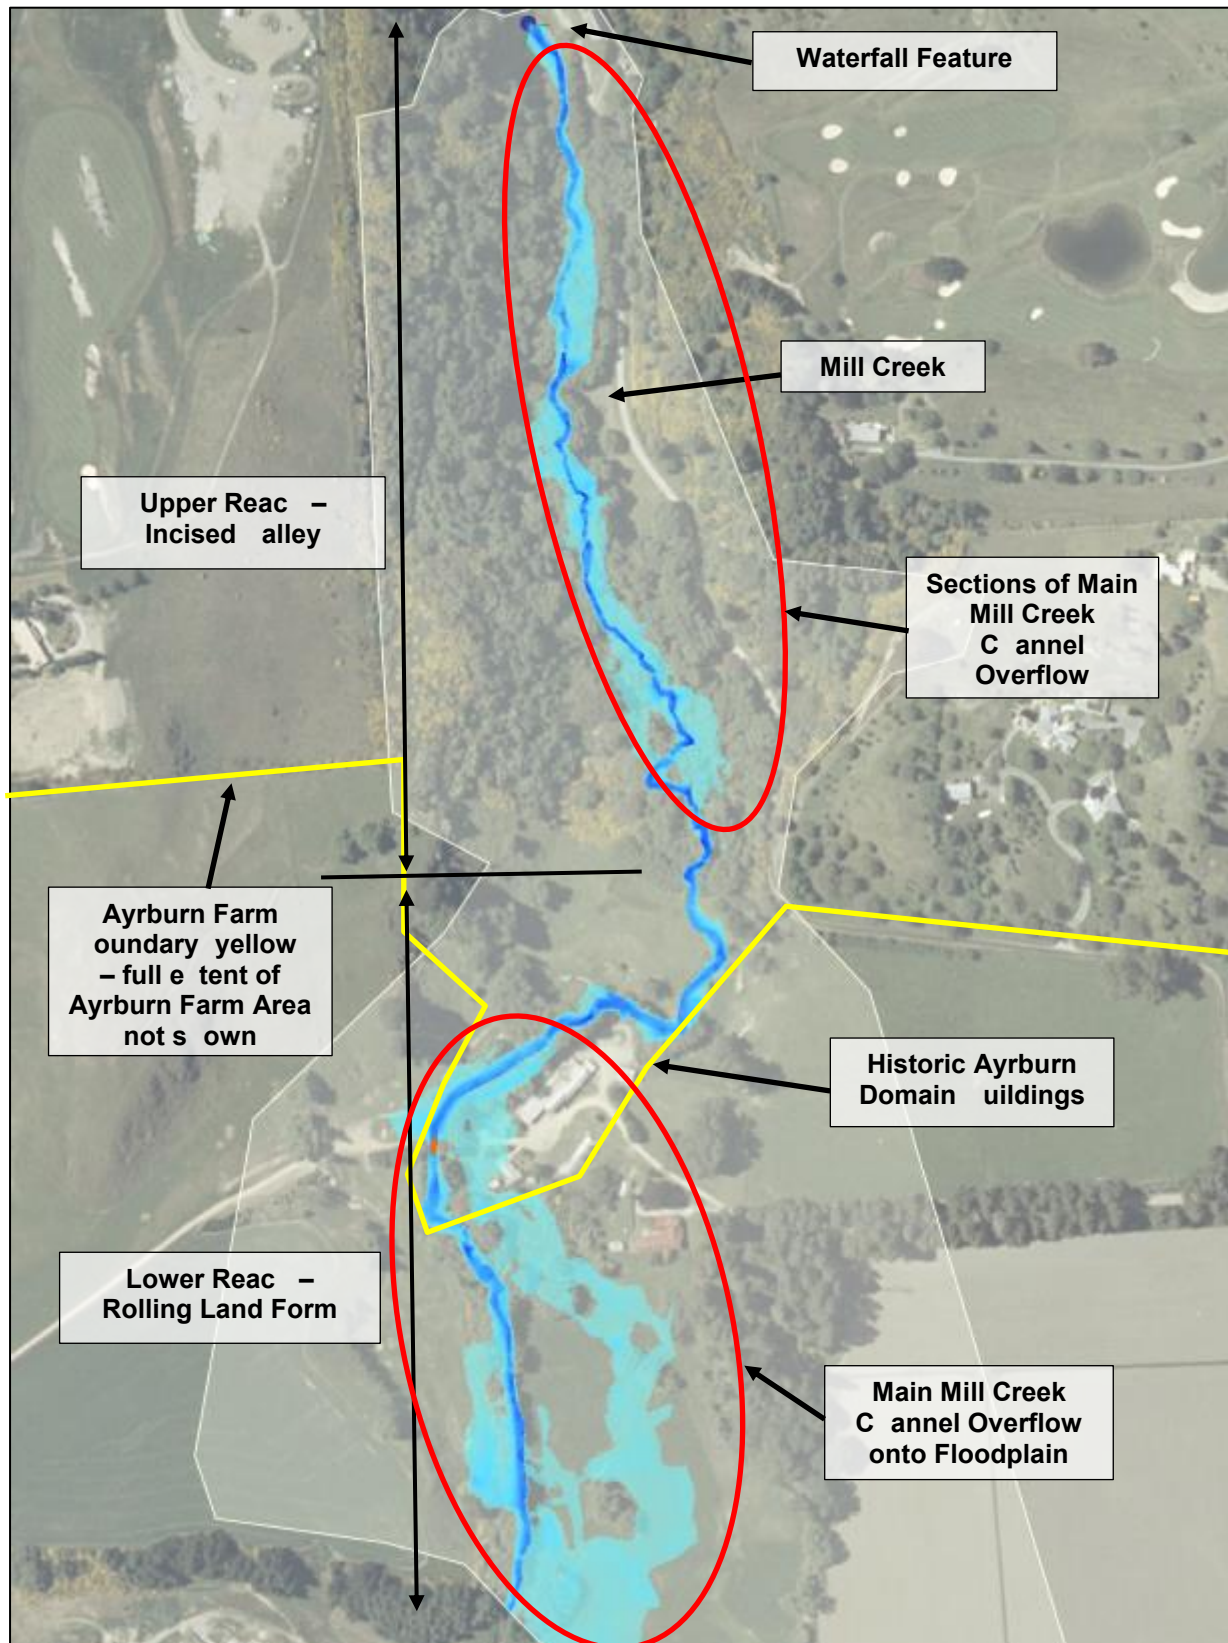 Waterfall Feature
Mill Creek
Upper Reac –
Incised alley
Sections of Main
Mill Creek
C annel
Overflow
Ayrburn Farm
oundary yellow
– full e tent of
Ayrburn Farm Area
not s own
Historic Ayrburn
Domain uildings
Lower Reac –
Rolling Land Form
Main Mill Creek
C annel Overflow
onto Floodplain